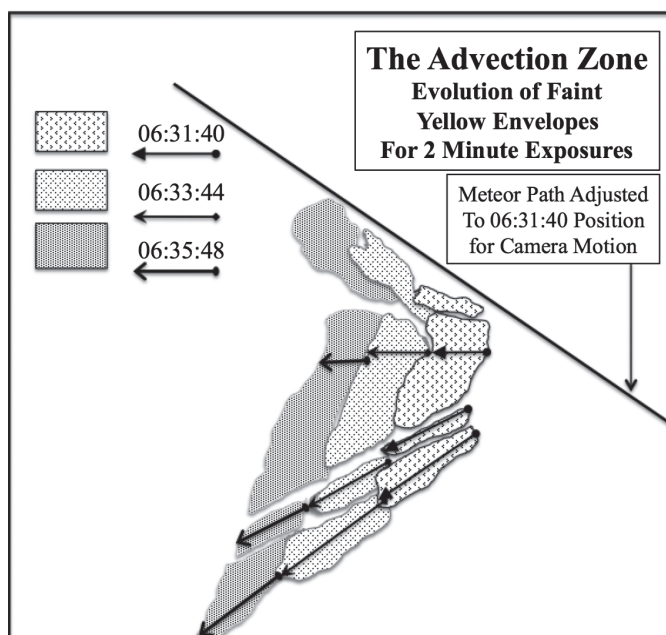 The Advection Zone
Evolution of Faint
Yellow Envelopes
For 2 Minute Exposures
06:31:40
06:33:44
06:35:48
Meteor Path Adjusted
To 06:31:40 Position
for Camera Motion